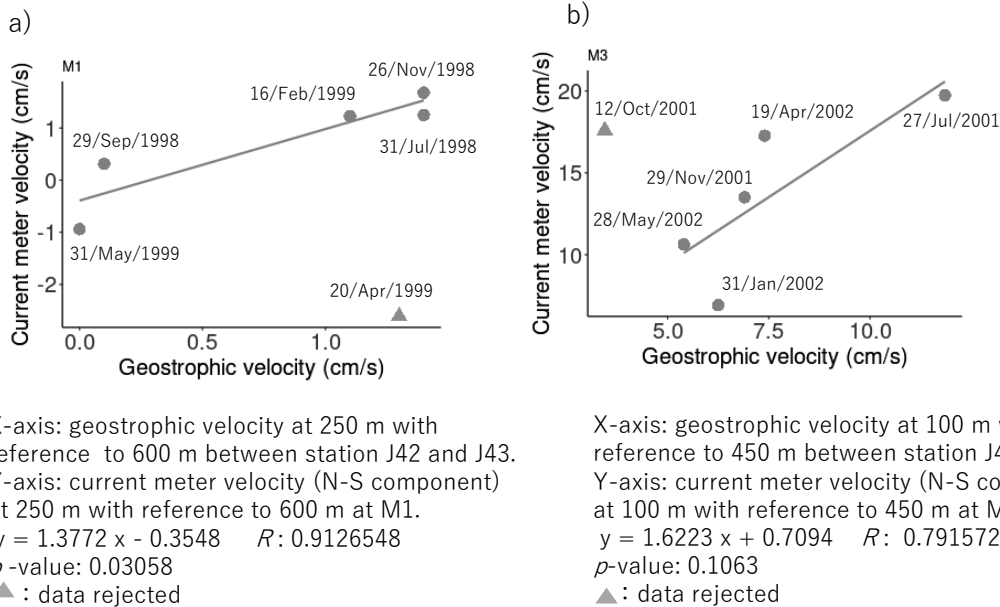 a)
M1
Current meter velocity (cm/s)
1
0
-1
-2
26/Nov/1998
16/Feb/1999
31/Jul/1998
29/Sep/1998
31/May/1999
20/Apr/1999
0.0 0.5 1.0
Geostrophic velocity (cm/s)
X-axis: geostrophic velocity at 250 m with
reference to 600 m between station J42 and J43.
Y-axis: current meter velocity (N-S component)
at 250 m with reference to 600 m at M1.
y = 1.3772 x - 0.3548 R: 0.9126548
p-value: 0.03058
▲: data rejected
b)
M3
Current meter velocity (cm/s)
20
15
10
12/Oct/2001
19/Apr/2002
27/Jul/2001
29/Nov/2001
28/May/2002
31/Jan/2002
5.0 7.5 10.0
Geostrophic velocity (cm/s)
X-axis: geostrophic velocity at 100 m
reference to 450 m between station
Y-axis: current meter velocity (N-S
at 100 m with reference to 450 m at
y = 1.6223 x + 0.7094 R: 0.791572
p-value: 0.1063
▲: data rejected